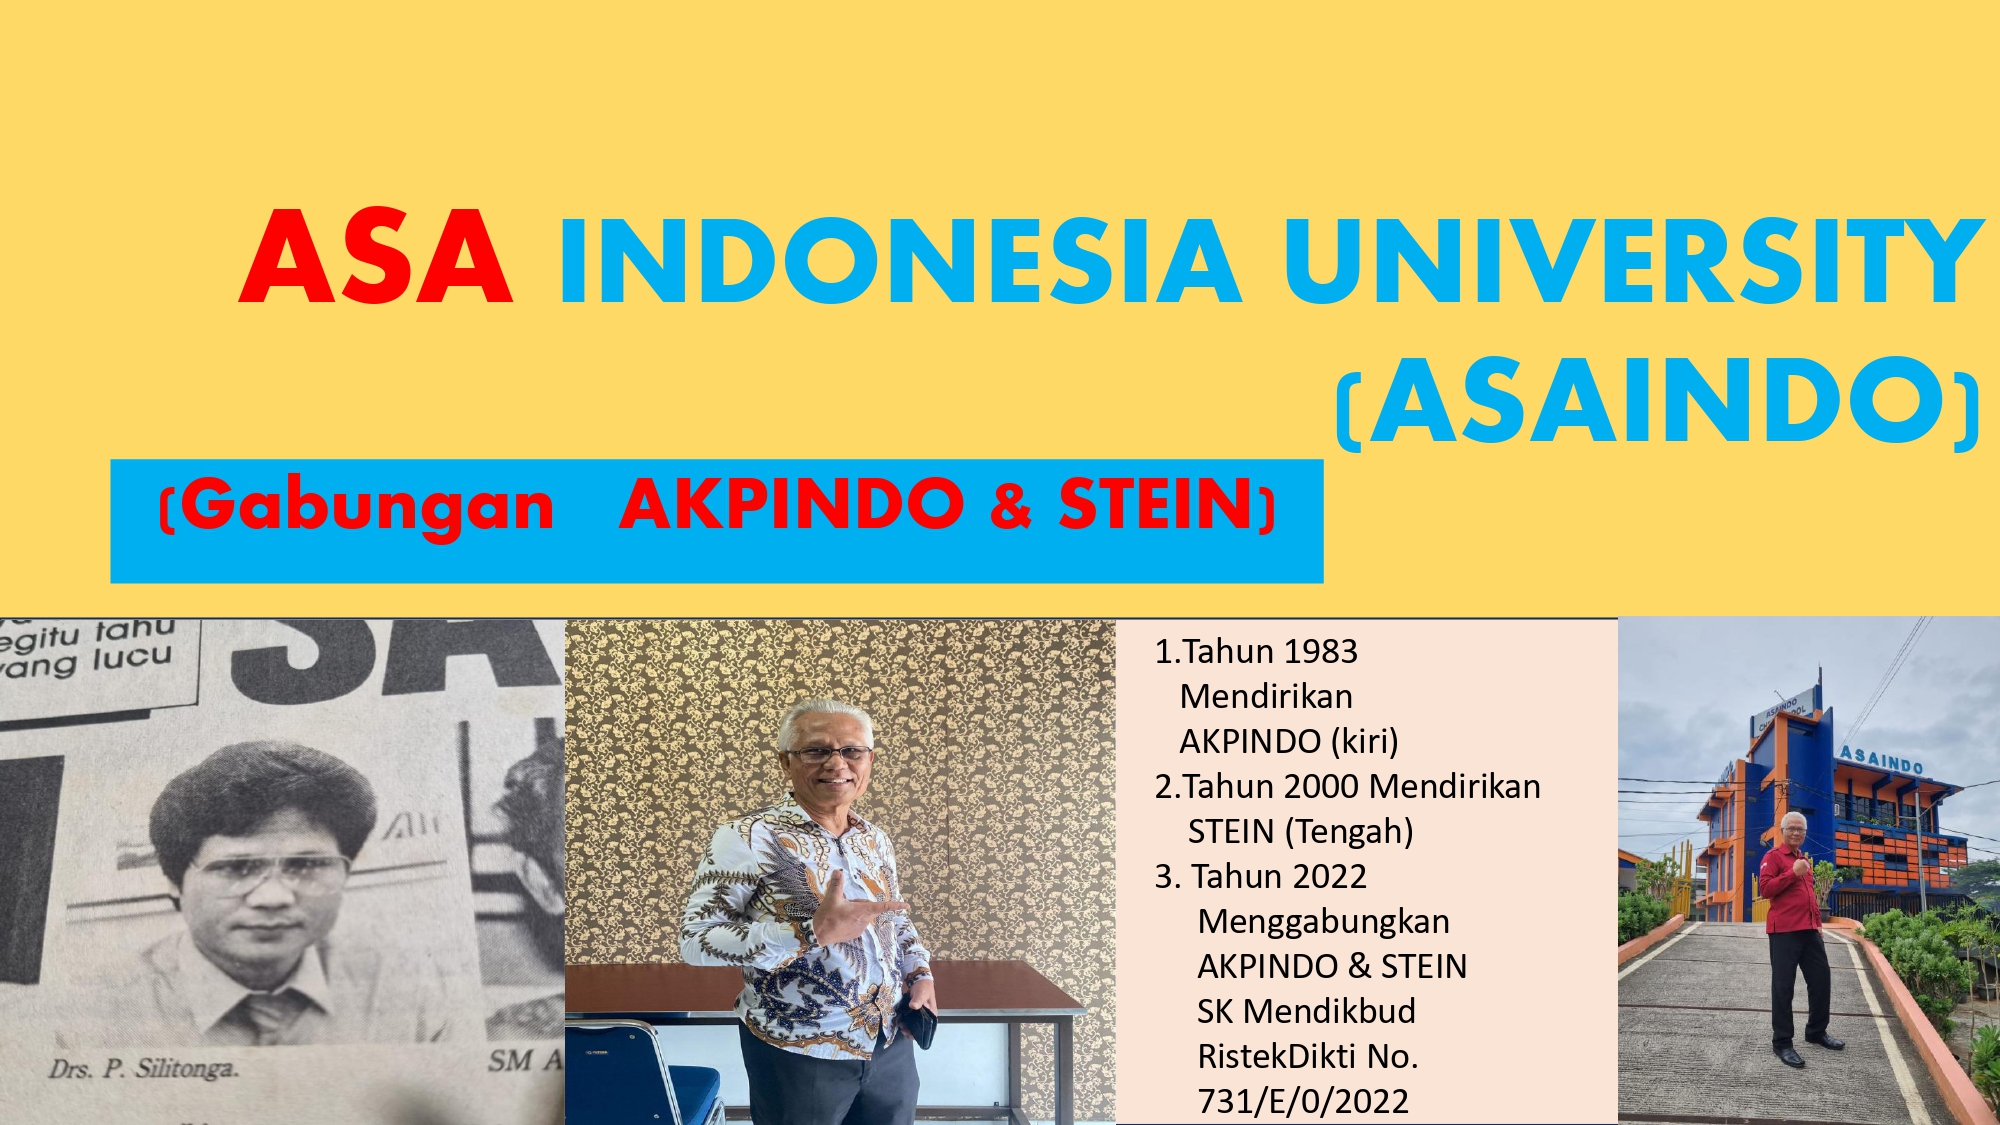 ASA INDONESIA UNIVERSITY
(ASAINDO)
(Gabungan AKPINDO & STEIN)
egitu tahu
yang lucu
SA
Drs. P. Silitonga.
SM A
1.Tahun 1983
Mendirikan
AKPINDO (kiri)
2.Tahun 2000 Mendirikan
STEIN (Tengah)
3. Tahun 2022
Menggabungkan
AKPINDO & STEIN
SK Mendikbud
RistekDikti No.
731/E/0/2022
ASAINDO
ASAINDO